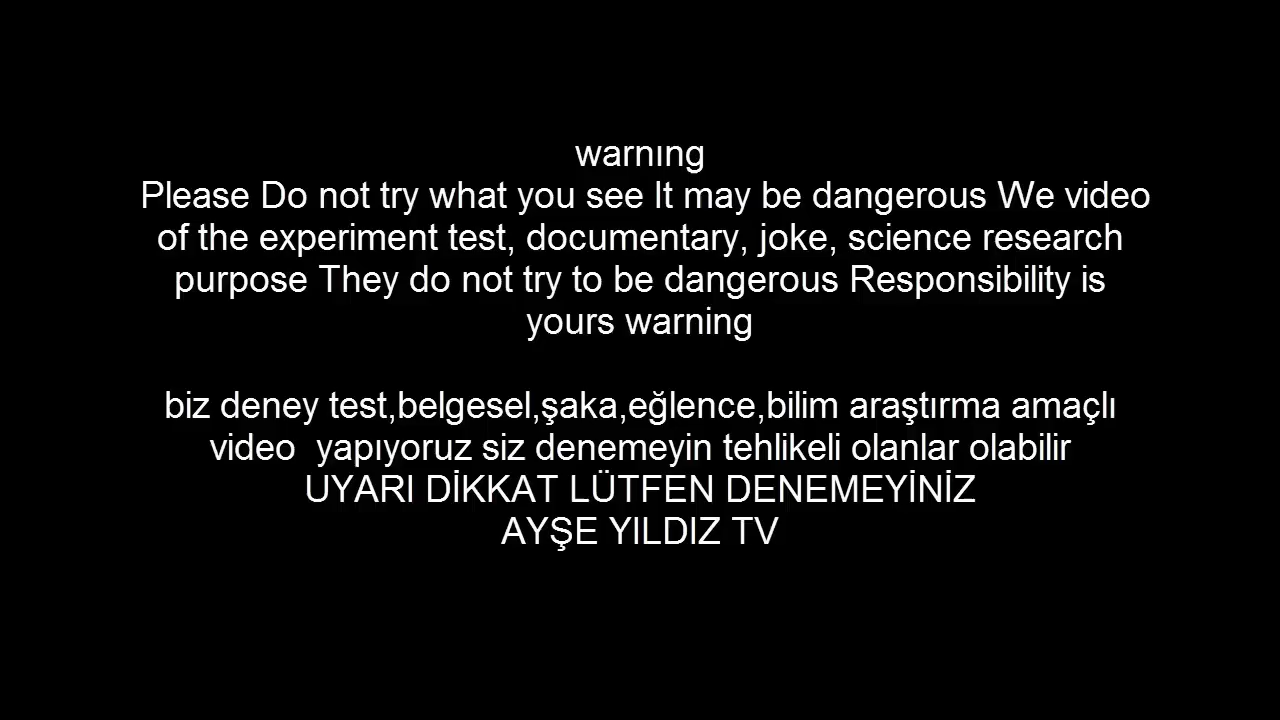 warnıng
Please Do not try what you see It may be dangerous We video
of the experiment test, documentary, joke, science research
purpose They do not try to be dangerous Responsibility is
yours warning
biz deney test,belgesel,şaka,eğlence,bilim araştırma amaçlı
video  yapıyoruz siz denemeyin tehlikeli olanlar olabilir
UYARI DİKKAT LÜTFEN DENEMEYİNİZ
AYŞE YILDIZ TV